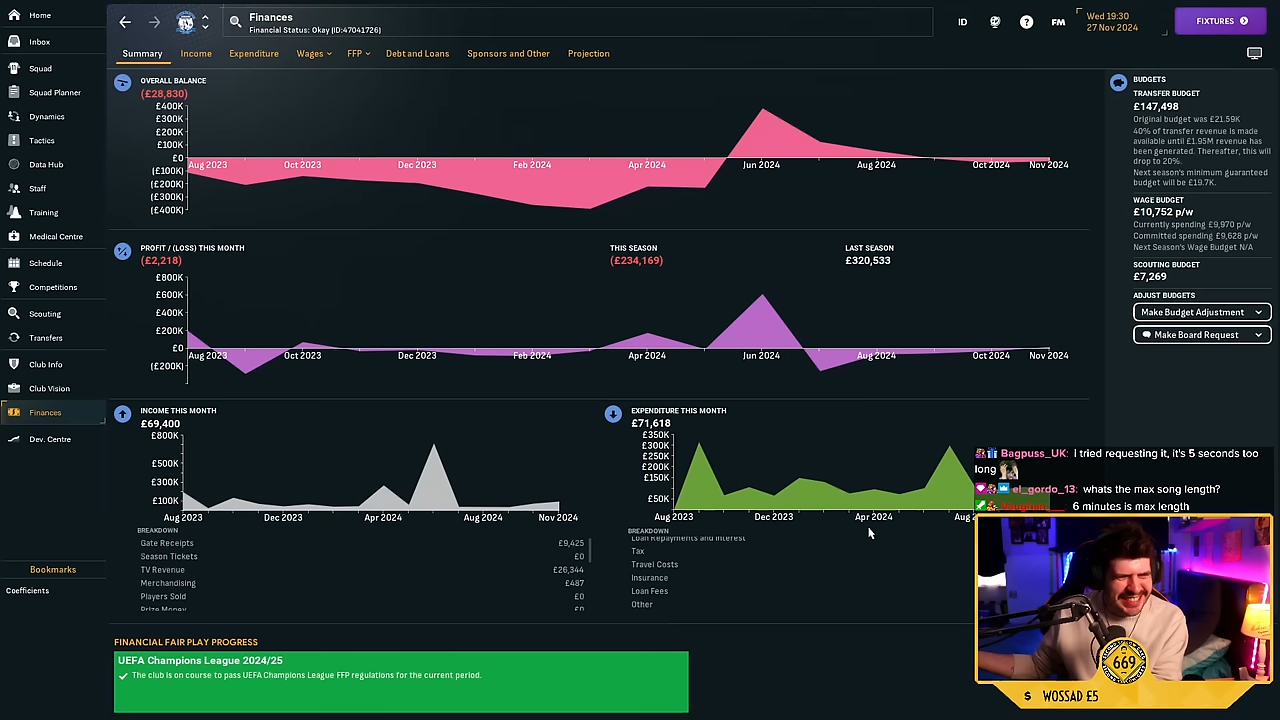 Home
Inbox
Squad
Squad Planner
Dynamics
Tactics
Data Hub
Staff
Training
Medical Centre
Schedule
Competitions
Scouting
Transfers
Club Info
Club Vision
Finances
Dev. Centre
Bookmarks
Coefficients
Finances
Financial Status: Okay (ID:47041726)
ID
?
FM
Wed 19:30
27 Nov 2024
FIXTURES
Summary
Income
Expenditure
Wages
FFP
Debt and Loans
Sponsors and Other
Projection
OVERALL BALANCE
(£28,830)
£400K
£300K
£200K
£100K
£0
(£100K)
(£200K)
(£300K)
(£400K)
Aug 2023 Oct 2023 Dec 2023 Feb 2024 Apr 2024 Jun 2024 Aug 2024 Oct 2024 Nov 2024
PROFIT / (LOSS) THIS MONTH
(£2,218)
THIS SEASON
(£234,169)
LAST SEASON
£320,533
£800K
£600K
£400K
£200K
£0
(£200K)
Aug 2023 Oct 2023 Dec 2023 Feb 2024 Apr 2024 Jun 2024 Aug 2024 Oct 2024 Nov 2024
INCOME THIS MONTH
£69,400
£800K
£500K
£300K
£100K
Aug 2023 Dec 2023 Apr 2024 Aug 2024 Nov 2024
BREAKDOWN
Gate Receipts £9,425
Season Tickets £0
TV Revenue £26,344
Merchandising £487
Players Sold £0
Prize Money £0
EXPENDITURE THIS MONTH
£71,618
£350K
£300K
£250K
£200K
£150K
£50K
Aug 2023 Dec 2023 Apr 2024 Aug
BREAKDOWN
Loan Repayments and Interest
Tax
Travel Costs
Insurance
Loan Fees
Other
FINANCIAL FAIR PLAY PROGRESS
UEFA Champions League 2024/25
The club is on course to pass UEFA Champions League FFP regulations for the current period.
BUDGETS
TRANSFER BUDGET
£147,498
Original budget was £21.59K
40% of transfer revenue is made
available until £1.95M revenue has
been generated. Thereafter, this will
drop to 20%.
Next season's minimum guaranteed
budget will be £19.7K.
WAGE BUDGET
£10,752 p/w
Currently spending £9,970 p/w
Committed spending £9,628 p/w
Next Season's Wage Budget N/A
SCOUTING BUDGET
£7,269
ADJUST BUDGETS
Make Budget Adjustment
Make Board Request
Bagpuss_UK: I tried requesting it, it's 5 seconds too
long
el_gordo_13: whats the max song length?
6 minutes is max length
669
$ WOSSAD £5